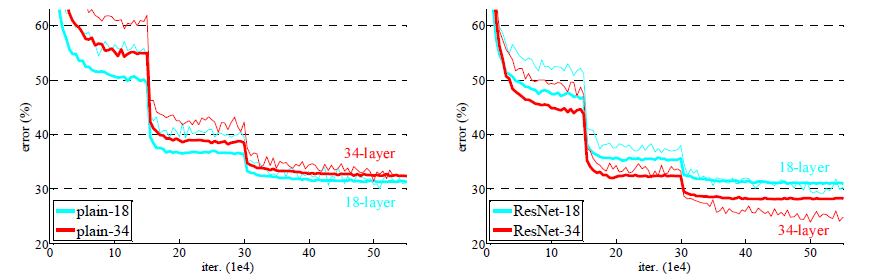 60
50
40
30
20
0
10
20
30
40
50
error (%)
iter. (1e4)
34-layer
18-layer
plain-18
plain-34
60
50
40
30
20
0
10
20
30
40
50
error (%)
iter. (1e4)
18-layer
34-layer
ResNet-18
ResNet-34